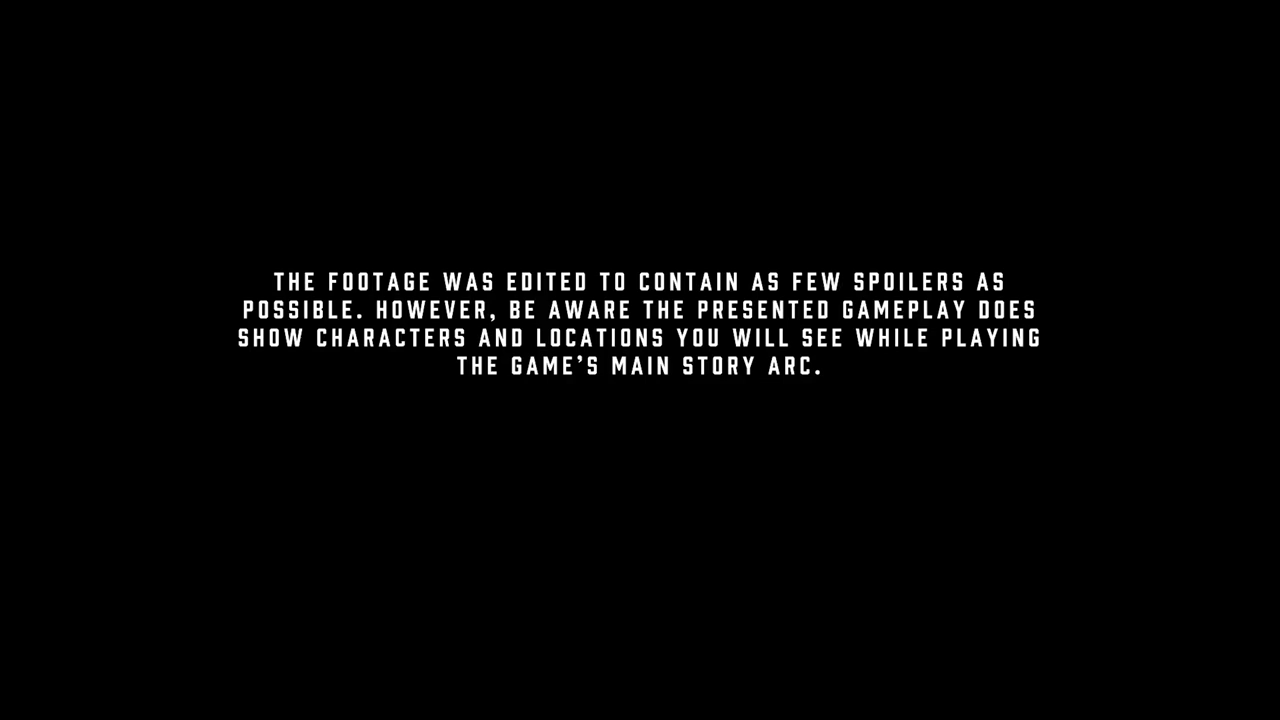 THE FOOTAGE WAS EDITED TO CONTAIN AS FEW SPOILERS AS
POSSIBLE. HOWEVER, BE AWARE THE PRESENTED GAMEPLAY DOES
SHOW CHARACTERS AND LOCATIONS YOU WILL SEE WHILE PLAYING
THE GAME’S MAIN STORY ARC.